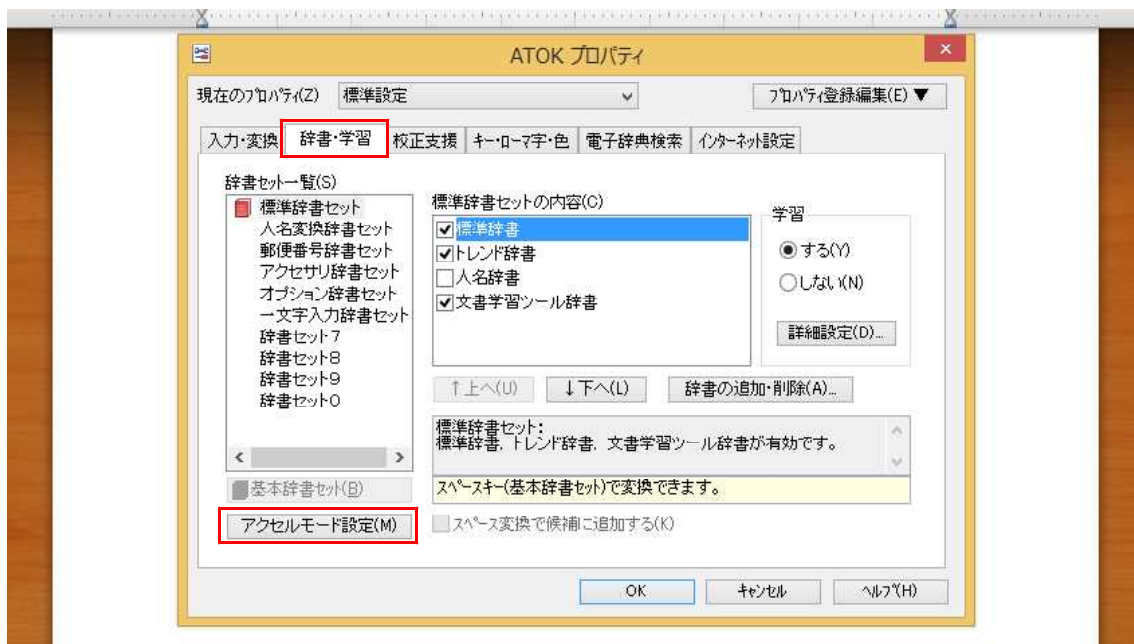 ATOK プロパティ
現在のプロパティ(Z) 標準設定 プロパティ登録編集(E) ▼
入力・変換 辞書・学習 校正支援 キー・ローマ字・色 電子辞典検索 インターネット設定
辞書セット一覧(S)
標準辞書セット
人名変換辞書セット
郵便番号辞書セット
アクセサリ辞書セット
オプション辞書セット
一文字入力辞書セット
辞書セット7
辞書セット8
辞書セット9
辞書セット0
基本辞書セット(B)
アクセルモード設定(M)
標準辞書セットの内容(C)
標準辞書
トレンド辞書
人名辞書
文書学習ツール辞書
↑上へ(U) ↓下へ(L) 辞書の追加・削除(A)...
標準辞書セット:
標準辞書、トレンド辞書、文書学習ツール辞書が有効です。
スペースキー(基本辞書セット)で変換できます。
スペース変換で候補に追加する(K)
学習
する(Y)
しない(N)
詳細設定(D)...
OK キャンセル ヘルプ(H)